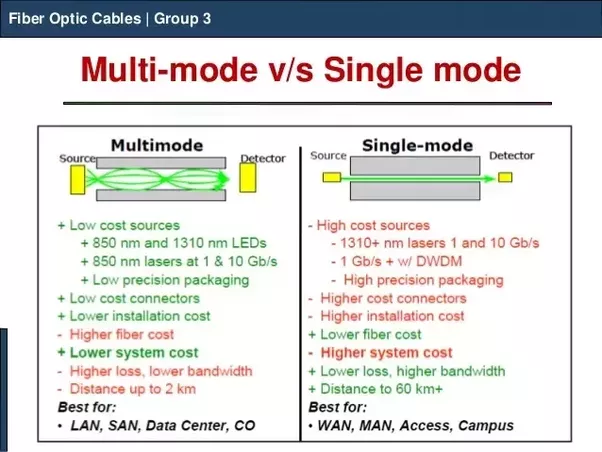 Fiber Optic Cables | Group 3
Multi-mode v/s Single mode
Multimode
Source
Detector
+ Low cost sources
+ 850 nm and 1310 nm LEDs
+ 850 nm lasers at 1 & 10 Gb/s
+ Low precision packaging
+ Low cost connectors
+ Lower installation cost
- Higher fiber cost
+ Lower system cost
- Higher loss, lower bandwidth
- Distance up to 2 km
Best for:
• LAN, SAN, Data Center, CO
Single-mode
Source
Detector
- High cost sources
- 1310+ nm lasers 1 and 10 Gb/s
- 1 Gb/s + w/ DWDM
- High precision packaging
- Higher cost connectors
- Higher installation cost
+ Lower fiber cost
- Higher system cost
+ Lower loss, higher bandwidth
+ Distance to 60 km+
Best for:
• WAN, MAN, Access, Campus